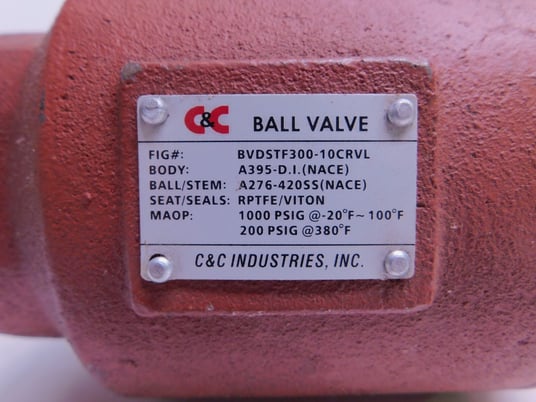 C&C BALL VALVE
FIG#: BVDSTF300-10CRVL
BODY: A395-D.I.(NACE)
BALL/STEM: A276-420SS(NACE)
SEAT/SEALS: RPTFE/VITON
MAOP: 1000 PSIG @-20°F~ 100°F
200 PSIG @380°F
C&C INDUSTRIES, INC.